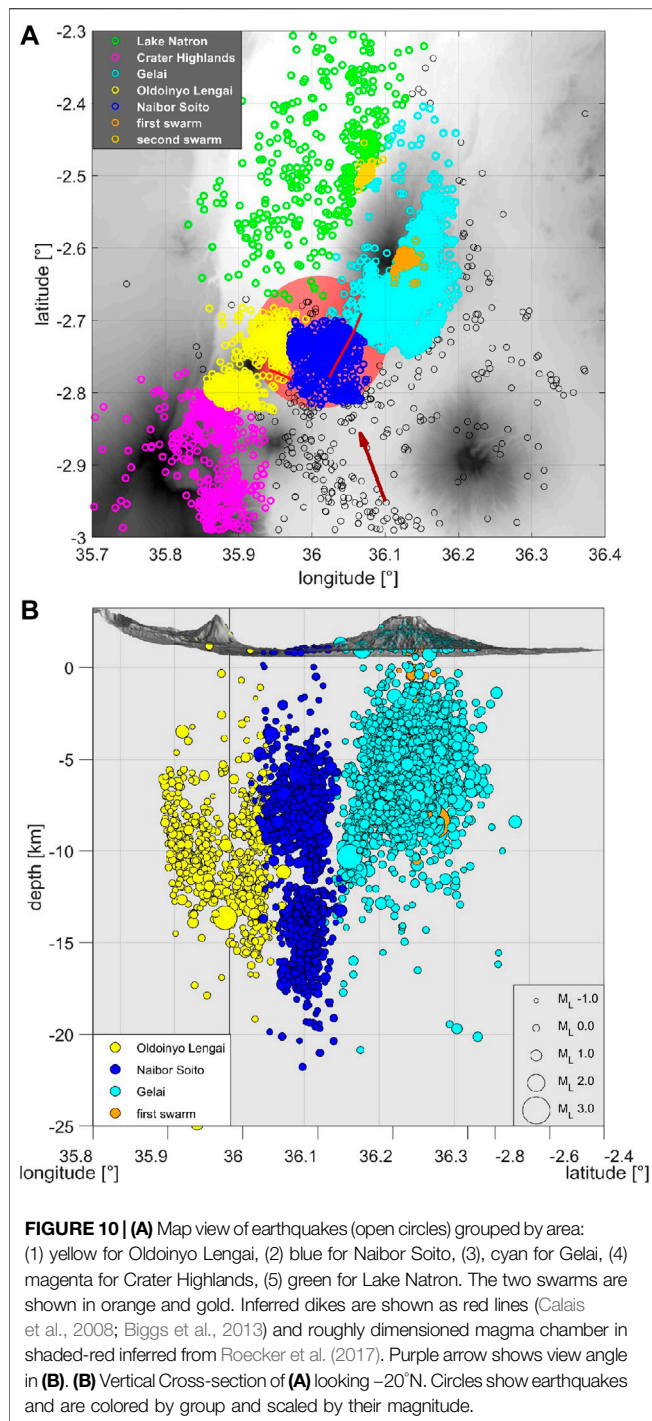 A
-2.3
Lake Natron
Crater Highlands
Gelai
Oldoinyo Lengai
Naibor Soito
first swarm
second swarm
-2.4
-2.5
-2.6
-2.7
-2.8
-2.9
-3
latitude [°]
35.7 35.8 35.9 36 36.1 36.2 36.3 36.4
longitude [°]
B
0
-5
-10
-15
-20
-25
depth [km]
Oldoinyo Lengai
Naibor Soito
Gelai
first swarm
M_L -1.0
M_L 0.0
M_L 1.0
M_L 2.0
M_L 3.0
35.8 35.9 36 36.1 36.2 36.3 -2.8 -2.6 -2.4
longitude [°] latitude [°]
FIGURE 10 | (A) Map view of earthquakes (open circles) grouped by area:
(1) yellow for Oldoinyo Lengai, (2) blue for Naibor Soito, (3), cyan for Gelai, (4)
magenta for Crater Highlands, (5) green for Lake Natron. The two swarms are
shown in orange and gold. Inferred dikes are shown as red lines (Calais
et al., 2008; Biggs et al., 2013) and roughly dimensioned magma chamber in
shaded-red inferred from Roecker et al. (2017). Purple arrow shows view angle
in (B). (B) Vertical Cross-section of (A) looking −20°N. Circles show earthquakes
and are colored by group and scaled by their magnitude.